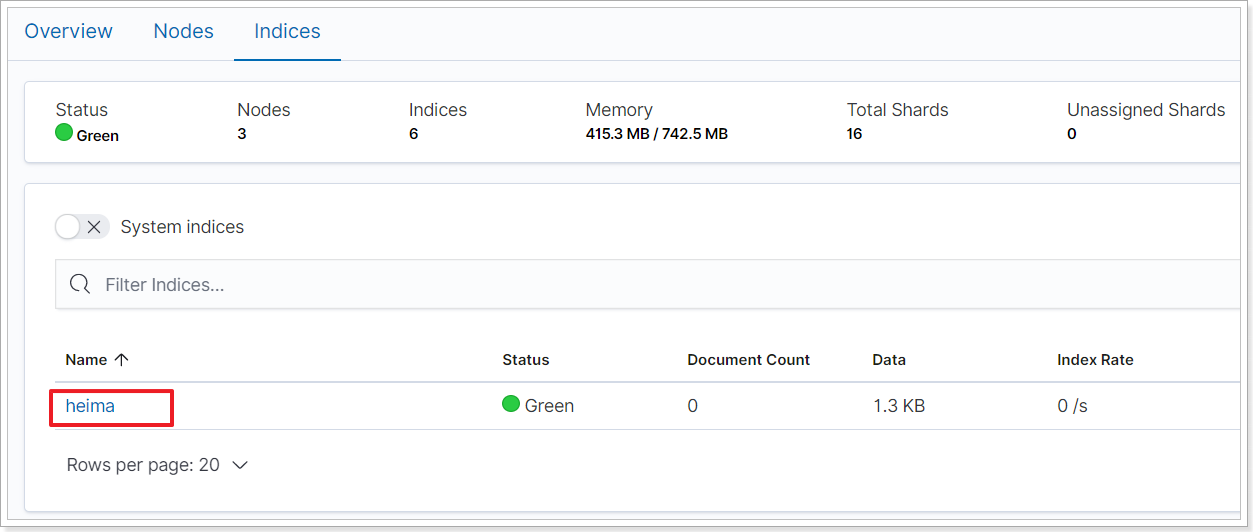 Overview Nodes Indices
Status Nodes Indices Memory Total Shards Unassigned Shards
Green 3 6 415.3 MB / 742.5 MB 16 0
System indices
Filter Indices...
Name Status Document Count Data Index Rate
heima Green 0 1.3 KB 0 /s
Rows per page: 20